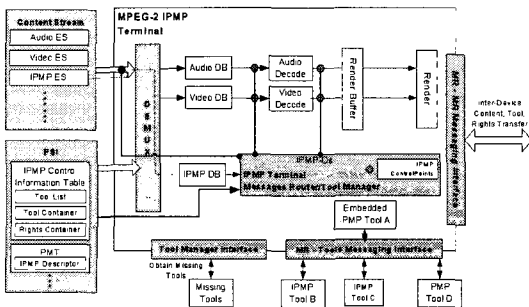 Content Stream
Audio ES
Video ES
IPMP ES
PSI
IPMP Control
Information Table
Tool List
Tool Container
Rights Container
PMT
IPMP Descriptor
MPEG-2 IPMP
Terminal
DEMUX
Audio DB
Video DB
Audio
Decode
Video
Decode
Render Buffer
Render
MR - MR Messaging Interface
Inter-Device
Content, Tool,
Rights Transfer
IPMP DB
IPMP-Ds
IPMP Terminal
Messages Router/Tool Manager
IPMP
ControlPoints
Embedded
IPMP Tool A
Tool Manager Interface
MR - Tools Messaging Interface
Obtain Missing
Tools
Missing
Tools
IPMP
Tool B
IPMP
Tool C
IPMP
Tool D